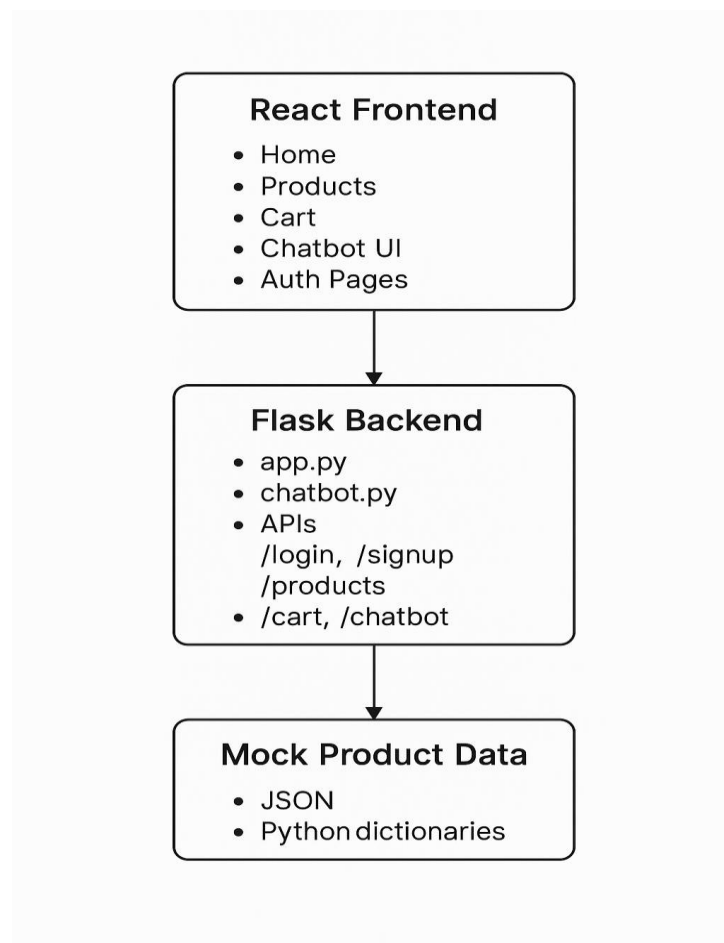 React Frontend
• Home
• Products
• Cart
• Chatbot UI
• Auth Pages
Flask Backend
• app.py
• chatbot.py
• APIs
/login, /signup
/products
• /cart, /chatbot
Mock Product Data
• JSON
• Python dictionaries